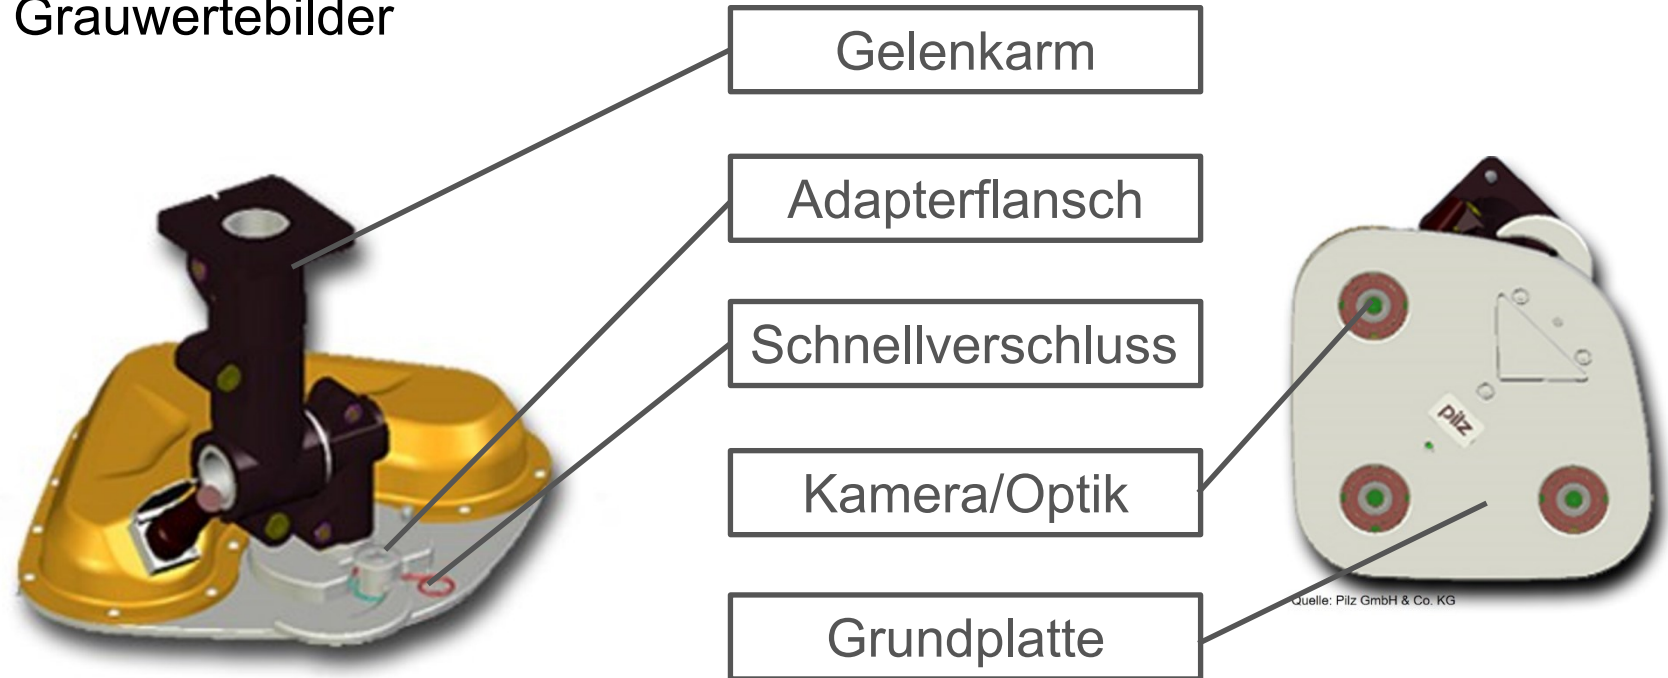 Grauwertebilder
Gelenkarm
Adapterflansch
Schnellverschluss
Kamera/Optik
Grundplatte
pilz
Quelle: Pilz GmbH & Co. KG